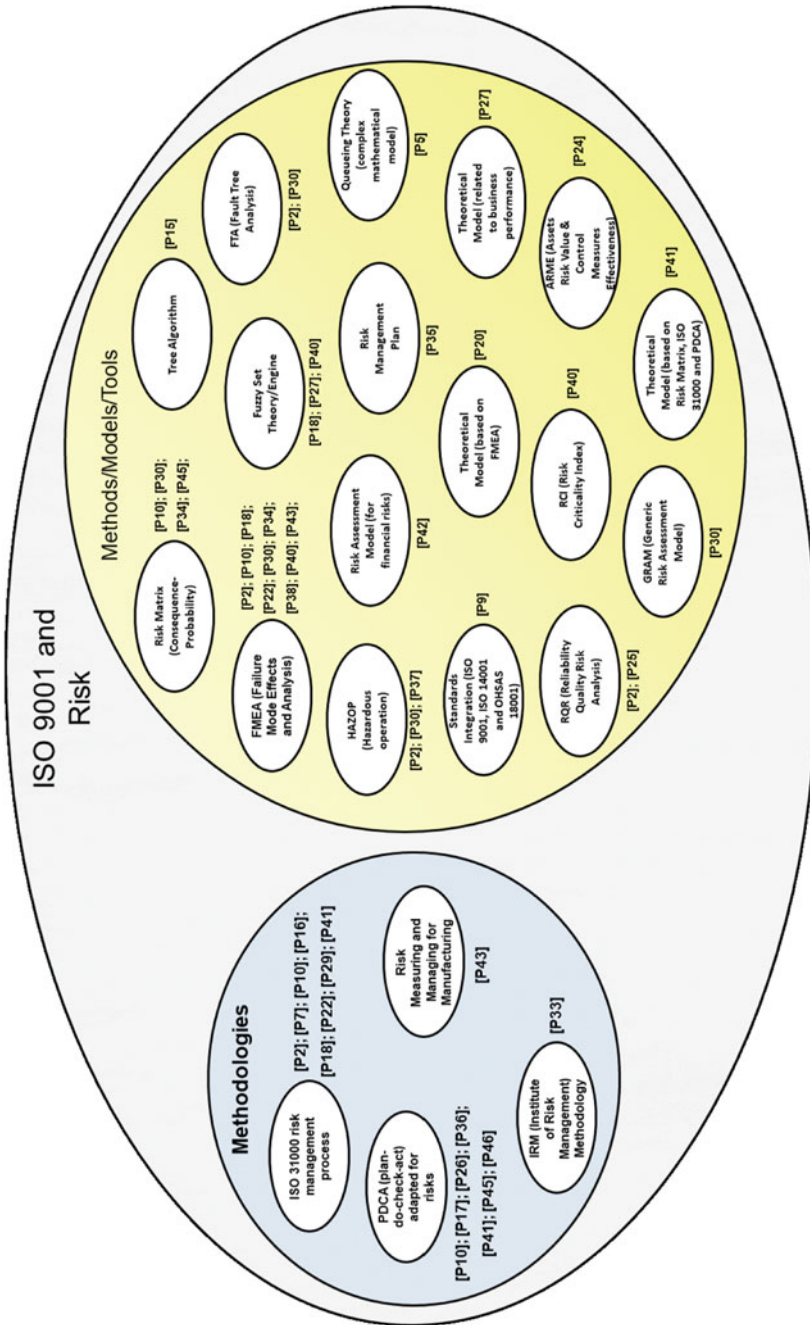 ISO 9001 and
Risk
Methodologies
ISO 31000 risk
management
process
[P2]; [P7]; [P10]; [P16];
[P18]; [P22]; [P29]; [P41]
PDCA (plan-
do-check-act)
adapted for
risks
[P10]; [P17]; [P26]; [P36];
[P41]; [P45]; [P46]
Risk
Measuring and
Managing for
Manufacturing
[P43]
IRM (Institute
of Risk
Management)
Methodology
[P33]
Methods/Models/Tools
Risk Matrix
(Consequence-
Probability)
[P10]; [P30];
[P34]; [P45];
Tree Algorithm
[P15]
FMEA (Failure
Mode Effects
and Analysis)
[P2]; [P10]; [P18];
[P22]; [P30]; [P34];
[P38]; [P40]; [P43];
Fuzzy Set
Theory/Engine
[P18]; [P27]; [P40]
FTA (Fault Tree
Analysis)
[P2]; [P30]
HAZOP
(Hazardous
operation)
[P2]; [P30]; [P37]
Risk Assessment
Model (for
financial risks)
[P42]
Risk
Management
Plan
[P35]
Queueing Theory
(complex
mathematical
model)
[P5]
Standards
Integration (ISO
9001, ISO 14001
and OHSAS
18001)
[P9]
Theoretical
Model (based on
FMEA)
[P20]
Theoretical
Model (related
to business
performance)
[P27]
RQR (Reliability
Quality Risk
Analysis)
[P2]; [P25]
RCI (Risk
Criticality Index)
[P40]
ARME (Assets
Risk Value &
Control
Measures
Effectiveness)
[P24]
GRAM (Generic
Risk Assessment
Model)
[P30]
Theoretical
Model (based on
Risk Matrix, ISO
31000 and PDCA)
[P41]